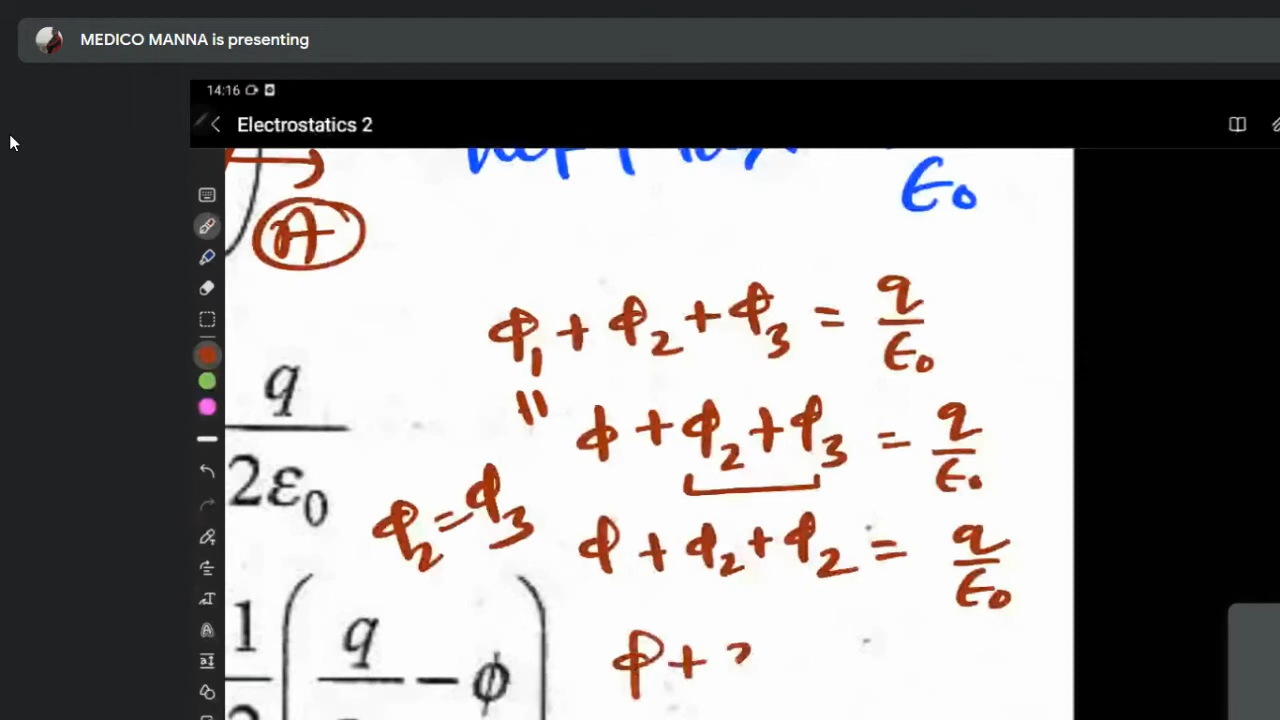 MEDICO MANNA is presenting
14:16
Electrostatics 2
ε0
A
ϕ1 + ϕ2 + ϕ3 = q/ε0
"
ϕ + ϕ2 + ϕ3 = q/ε0
q/2ε0
ϕ2 = ϕ3
ϕ + ϕ2 + ϕ2 = q/ε0
1/2 ( q – ϕ )
ϕ +